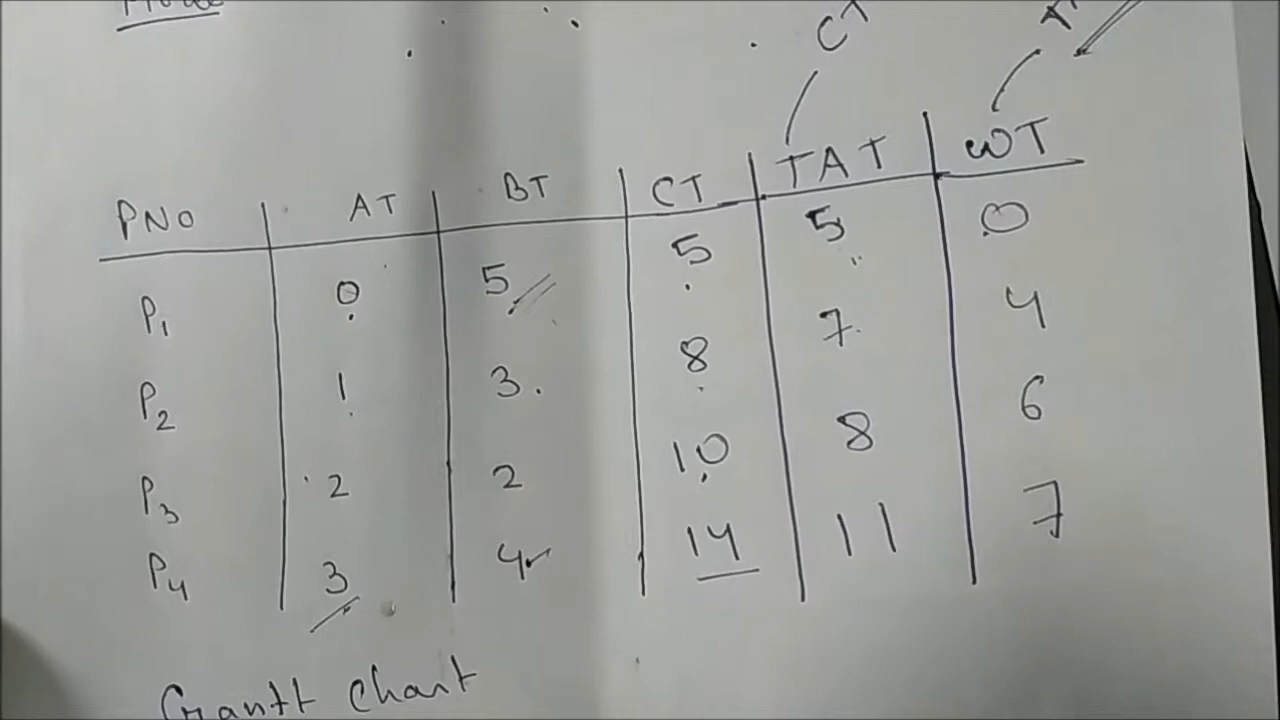 CT
PNO AT BT CT TAT WT
P1 0 5 5 5 0
P2 1 3 8 7 4
P3 2 2 10 8 6
P4 3 4 14 11 7
Grantt Chart